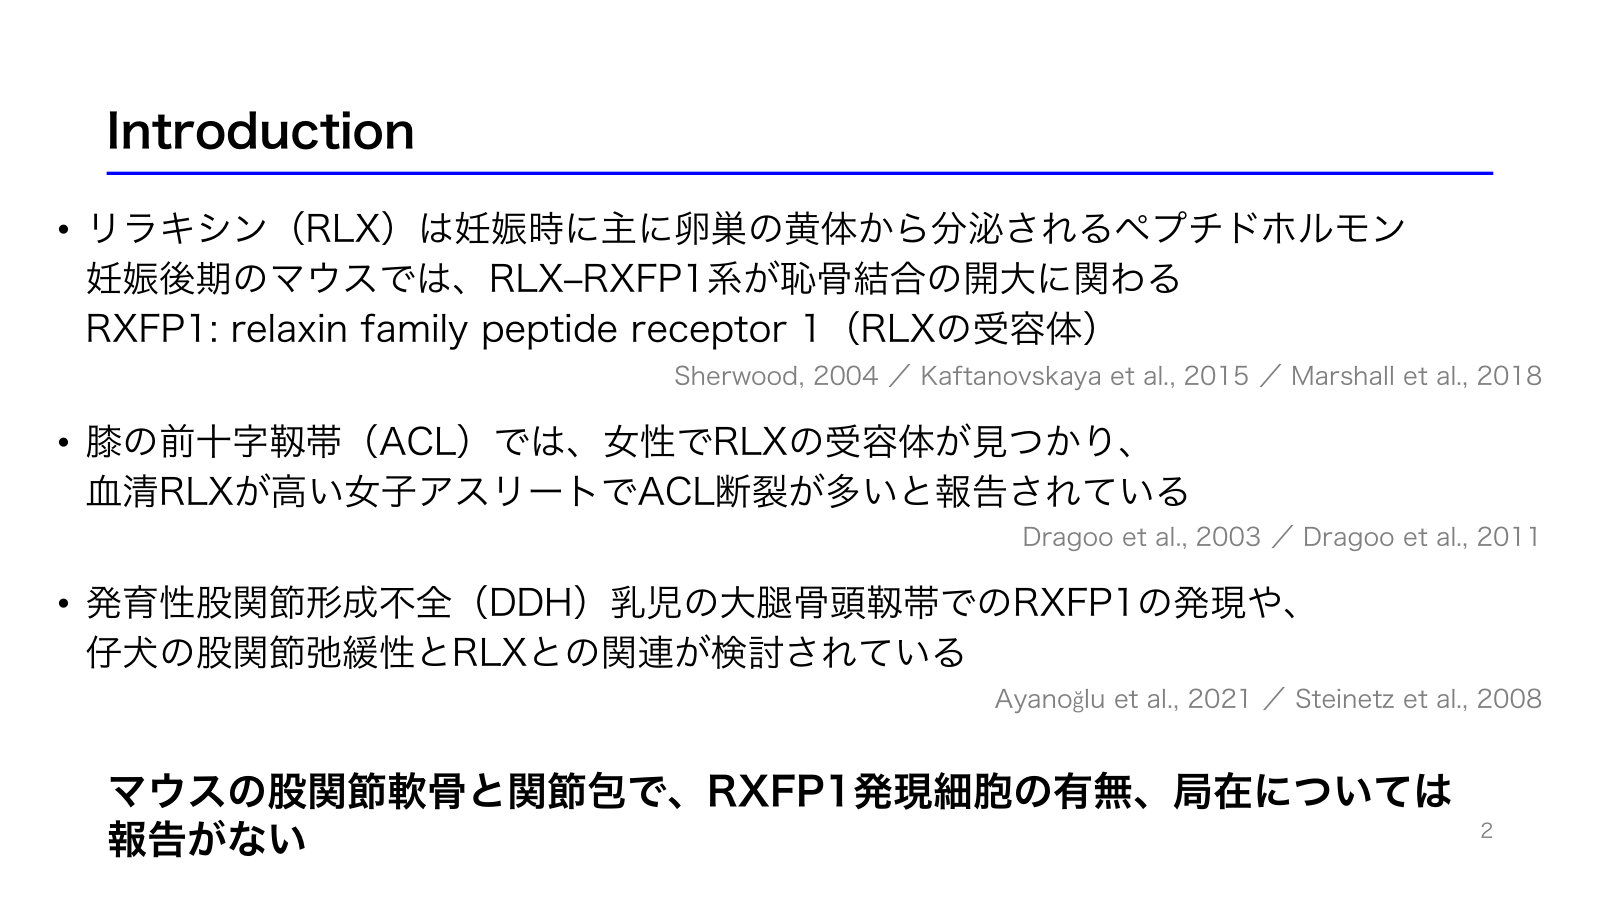 Introduction
• リラキシン（RLX）は妊娠時に主に卵巣の黄体から分泌されるペプチドホルモン
妊娠後期のマウスでは、RLX–RXFP1系が恥骨結合の開大に関わる
RXFP1: relaxin family peptide receptor 1（RLXの受容体）
Sherwood, 2004 ／ Kaftanovskaya et al., 2015 ／ Marshall et al., 2018
• 膝の前十字靱帯（ACL）では、女性でRLXの受容体が見つかり、
血清RLXが高い女子アスリートでACL断裂が多いと報告されている
Dragoo et al., 2003 ／ Dragoo et al., 2011
• 発育性股関節形成不全（DDH）乳児の大腿骨頭靱帯でのRXFP1の発現や、
仔犬の股関節弛緩性とRLXとの関連が検討されている
Ayanoğlu et al., 2021 ／ Steinetz et al., 2008
マウスの股関節軟骨と関節包で、RXFP1発現細胞の有無、局在については
報告がない
2